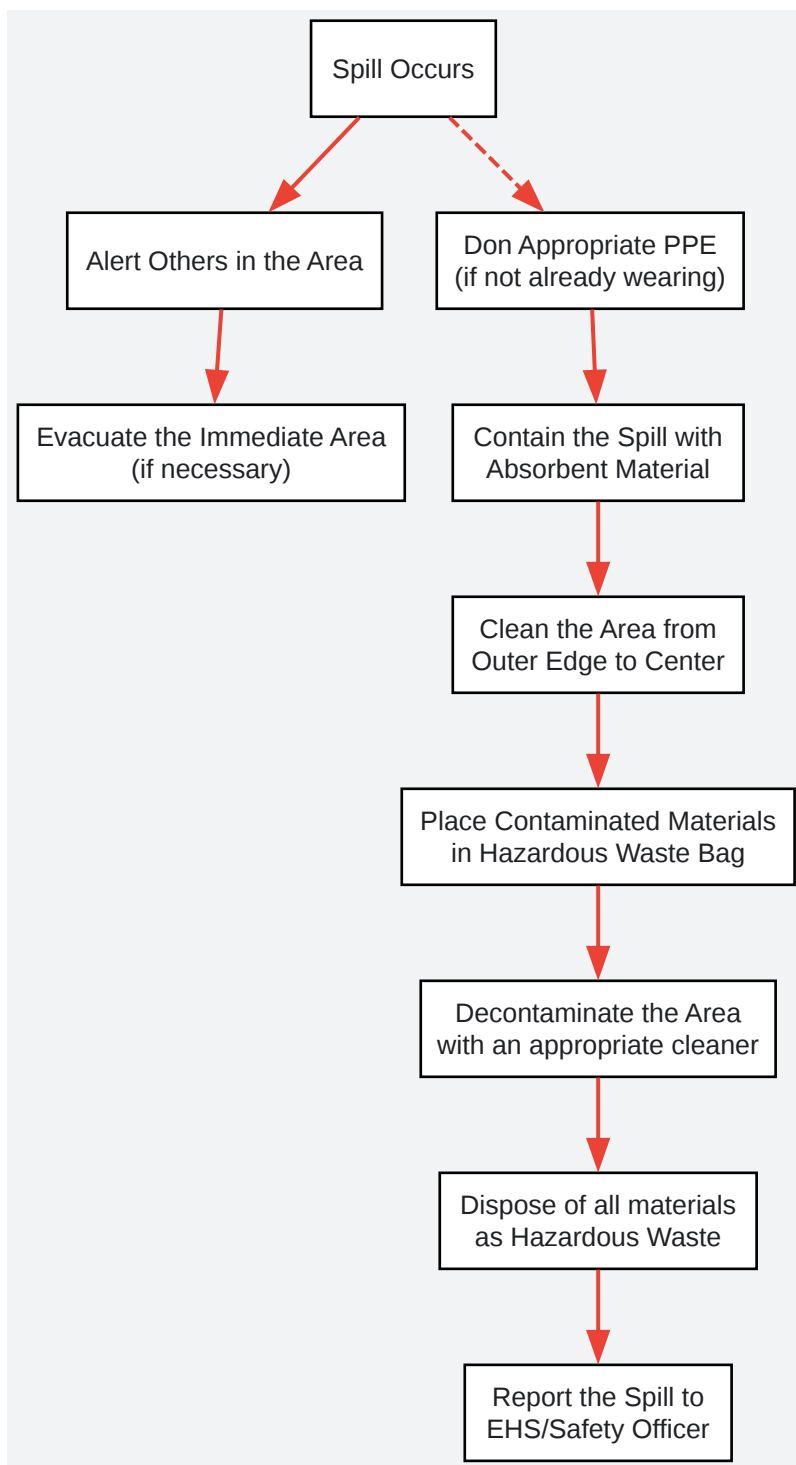 Spill Occurs
Alert Others in the Area
Don Appropriate PPE
(if not already wearing)
Evacuate the Immediate Area
(if necessary)
Contain the Spill with
Absorbent Material
Clean the Area from
Outer Edge to Center
Place Contaminated Materials
in Hazardous Waste Bag
Decontaminate the Area
with an appropriate cleaner
Dispose of all materials
as Hazardous Waste
Report the Spill to
EHS/Safety Officer